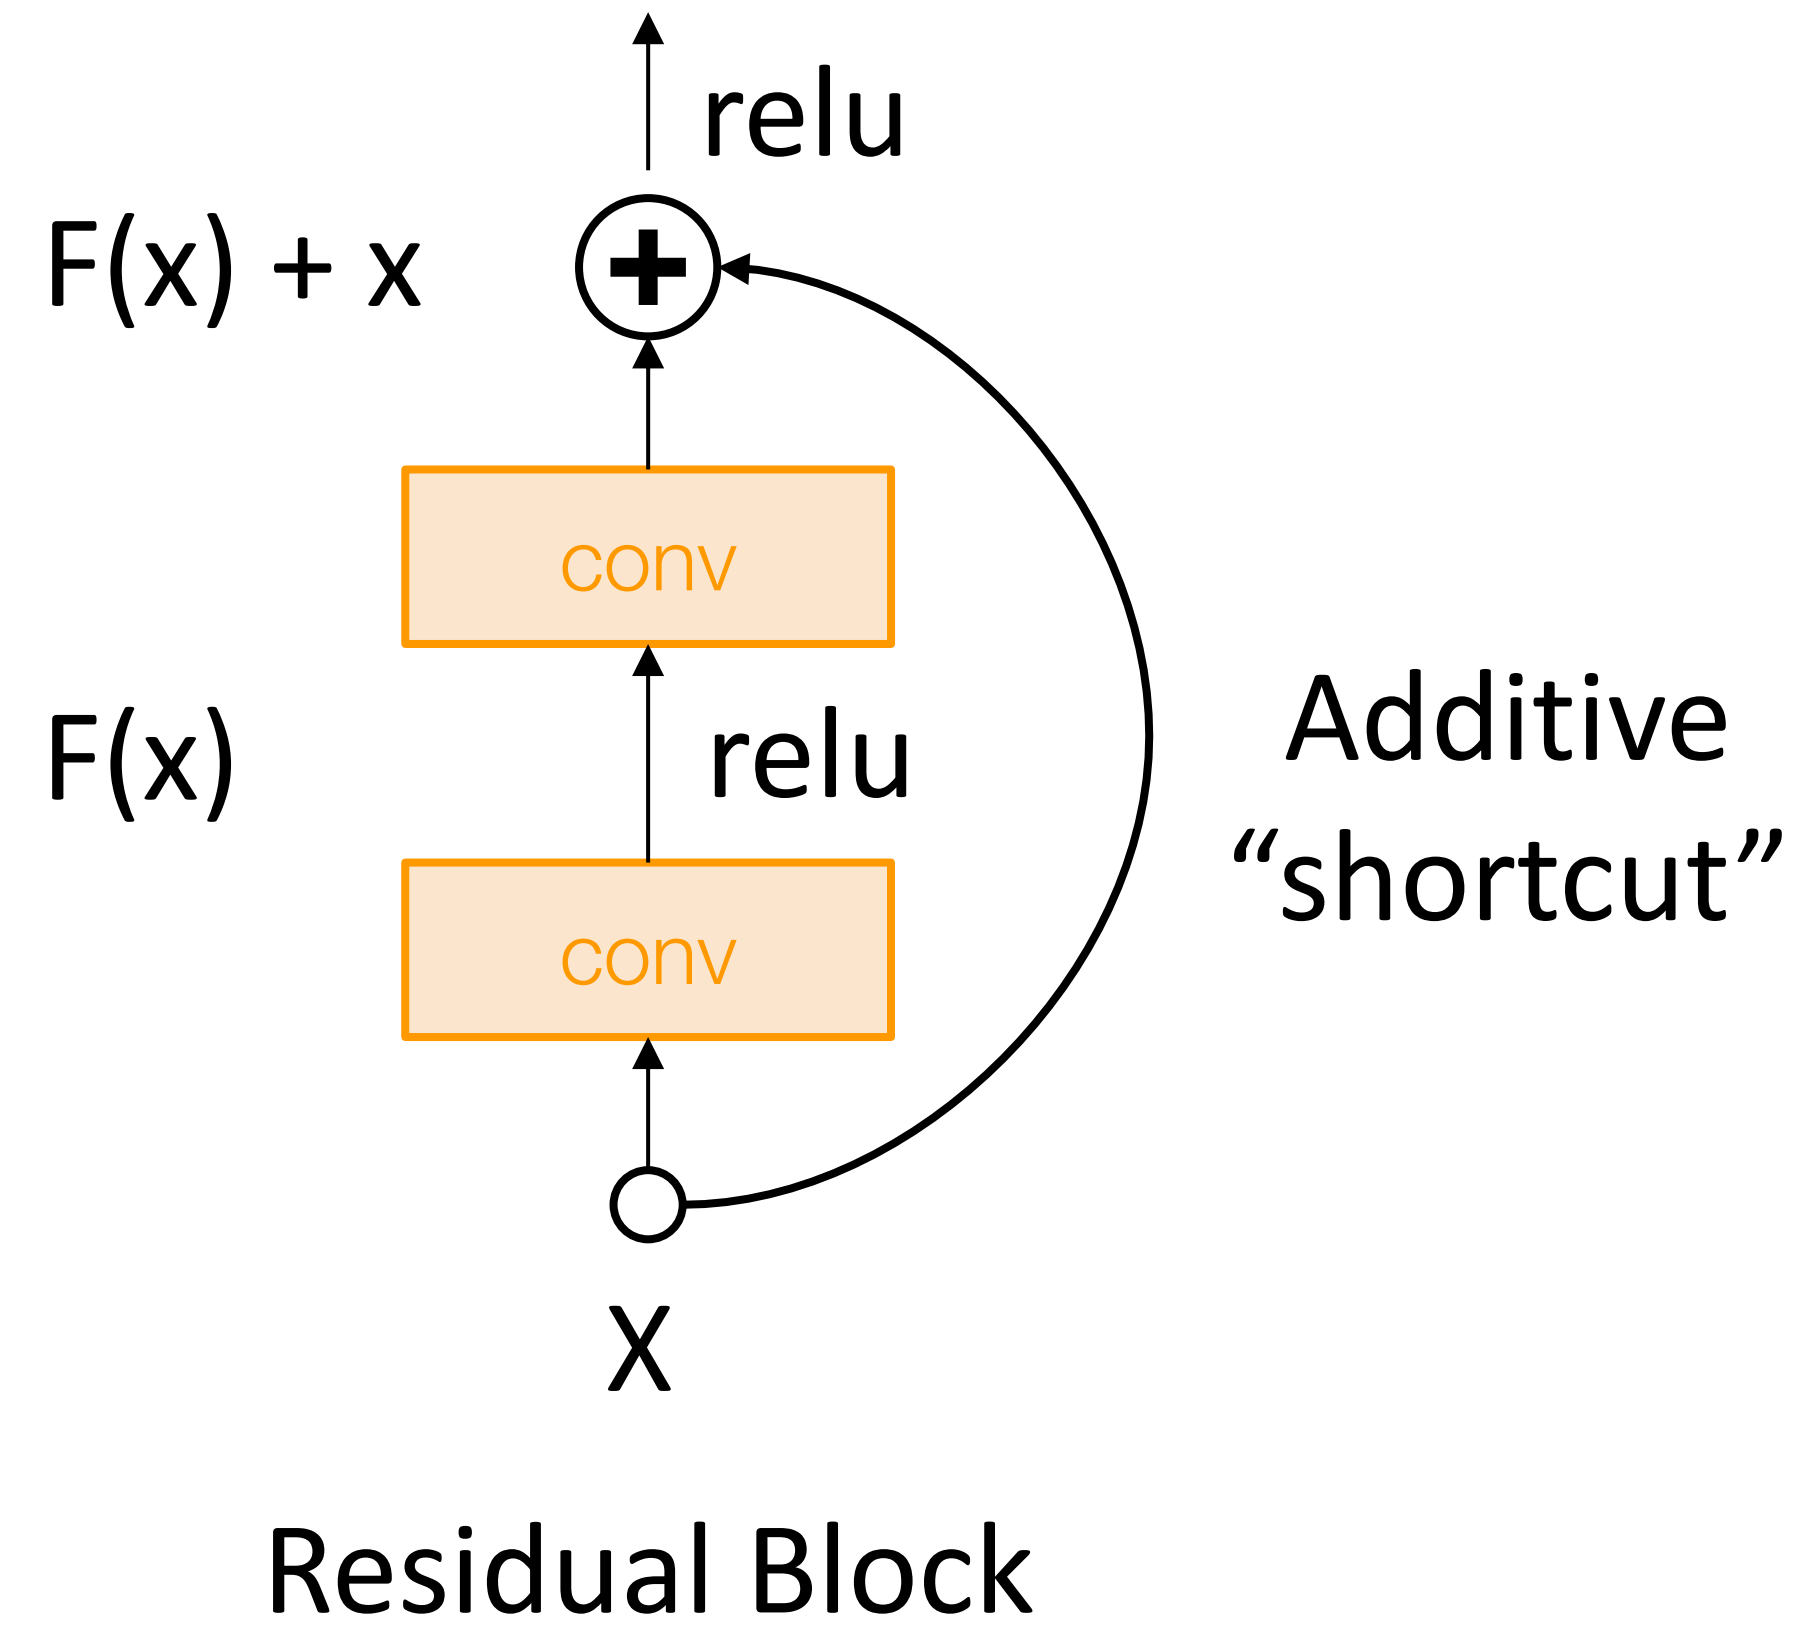 relu
F(x) + x
conv
F(x)
relu
Additive
“shortcut”
conv
X
Residual Block